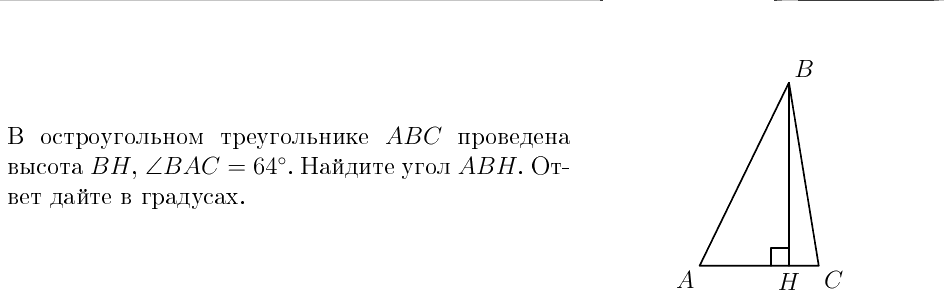 B
В остроугольном треугольнике ABC проведена
высота BH, ∠BAC = 64°. Найдите угол ABH. От-
вет дайте в градусах.
A H C